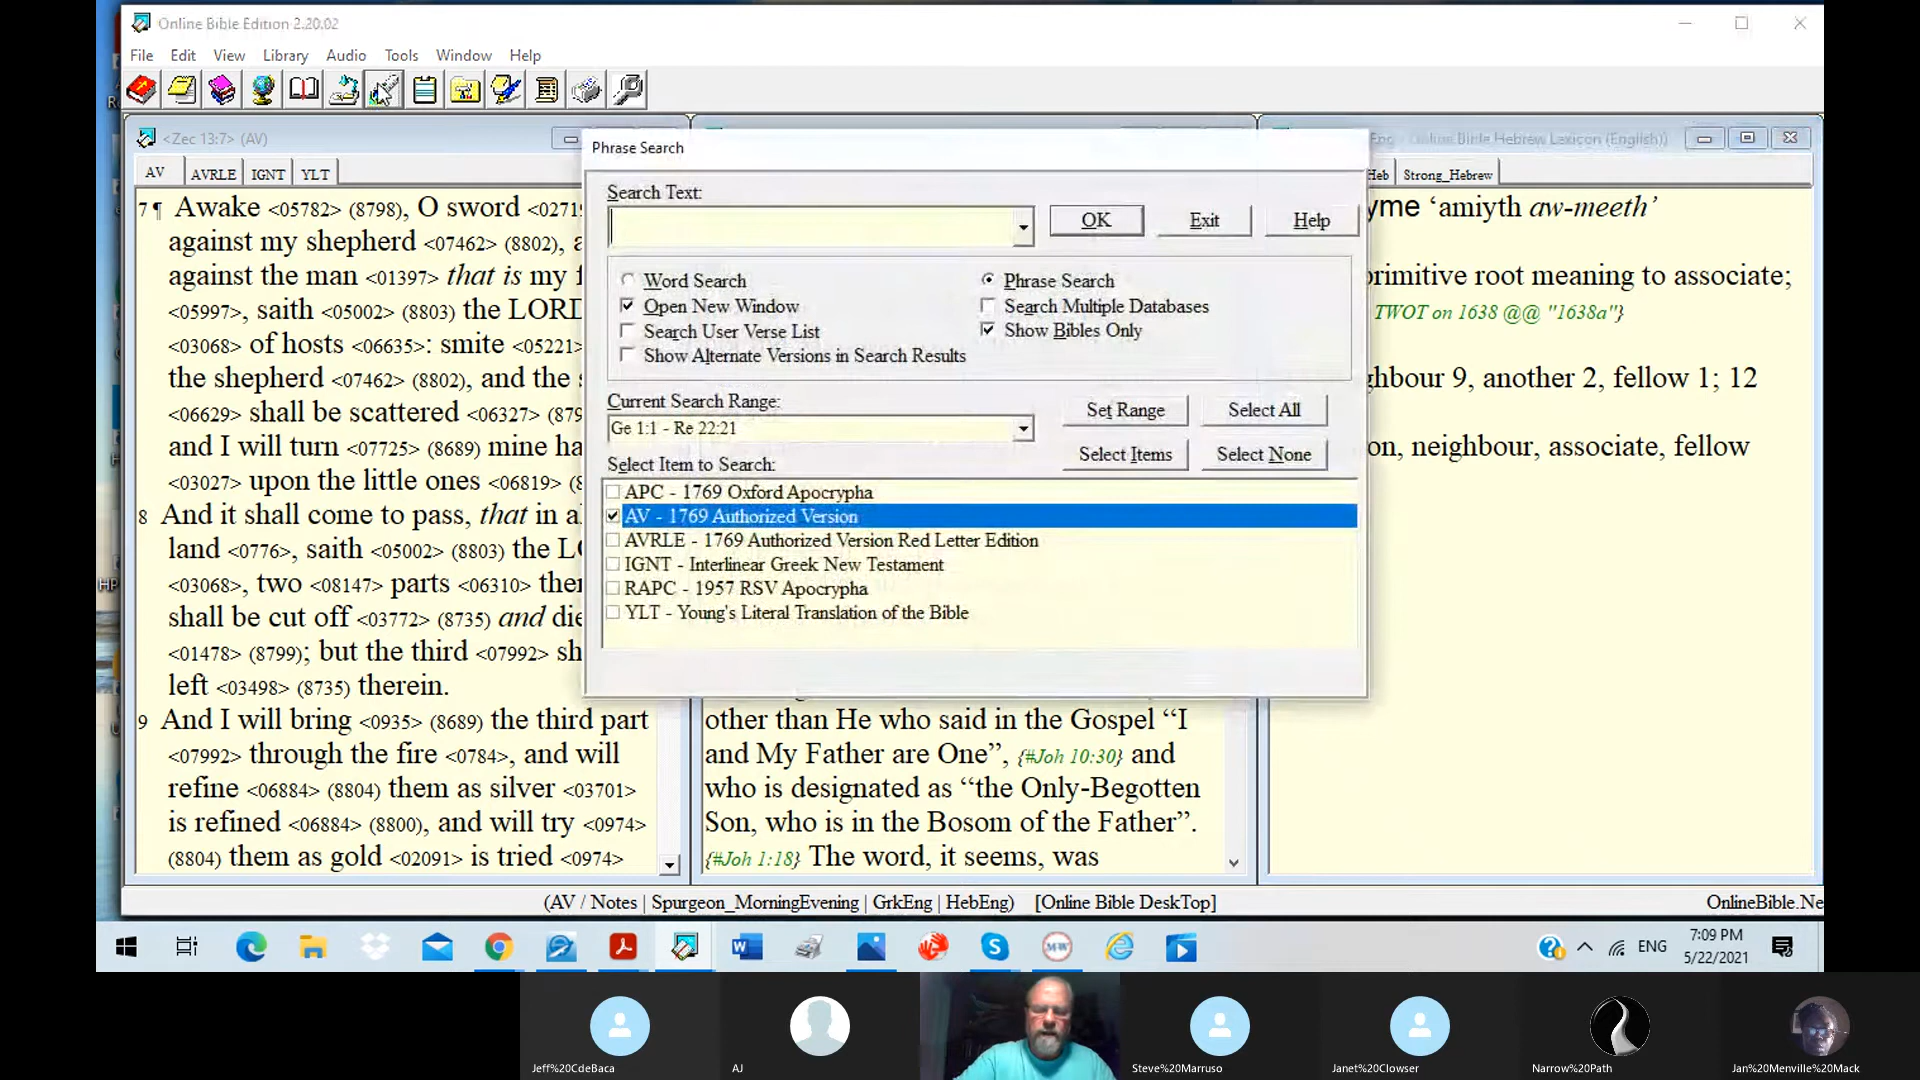 Online Bible Edition 2.20.02
File Edit View Library Audio Tools Window Help
<Zec 13:7> (AV)
AV AVRLE IGNT YLT
7 ¶ Awake <05782> (8798), O sword <0271
against my shepherd <07462> (8802), a
against the man <01397> that is my f
<05997>, saith <05002> (8803) the LORD
<03068> of hosts <06635>: smite <05221>
the shepherd <07462> (8802), and the s
<06629> shall be scattered <06327> (879
and I will turn <07725> (8689) mine ha
<03027> upon the little ones <06819> (8
8 And it shall come to pass, that in a
land <0776>, saith <05002> (8803) the L
<03068>, two <08147> parts <06310> ther
shall be cut off <03772> (8735) and die
<01478> (8799); but the third <07992> sh
left <03498> (8735) therein.
9 And I will bring <0935> (8689) the third part
<07992> through the fire <0784>, and will
refine <06884> (8804) them as silver <03701>
is refined <06884> (8800), and will try <0974>
(8804) them as gold <02091> is tried <0974>
Phrase Search
Search Text:
OK Exit Help
Word Search Phrase Search
Open New Window Search Multiple Databases
Search User Verse List Show Bibles Only
Show Alternate Versions in Search Results
Current Search Range:
Ge 1:1 - Re 22:21
Set Range Select All
Select Item to Search: Select Items Select None
APC - 1769 Oxford Apocrypha
AV - 1769 Authorized Version
AVRLE - 1769 Authorized Version Red Letter Edition
IGNT - Interlinear Greek New Testament
RAPC - 1957 RSV Apocrypha
YLT - Young's Literal Translation of the Bible
other than He who said in the Gospel “I
and My Father are One”, {#Joh 10:30} and
who is designated as “the Only-Begotten
Son, who is in the Bosom of the Father”.
{#Joh 1:18} The word, it seems, was
Eng - Online Bible Hebrew Lexicon (English))
Heb Strong_Hebrew
yme ‘amiyth aw-meeth’
primitive root meaning to associate;
TWOT on 1638 @@ "1638a"}
ghbour 9, another 2, fellow 1; 12
on, neighbour, associate, fellow
(AV / Notes | Spurgeon_MorningEvening | GrkEng | HebEng) [Online Bible DeskTop] OnlineBible.Ne
HP
ENG
7:09 PM
5/22/2021
Jeff%20CdeBaca
AJ
Steve%20Marruso
Janet%20Clowser
Narrow%20Path
Jan%20Menville%20Mack